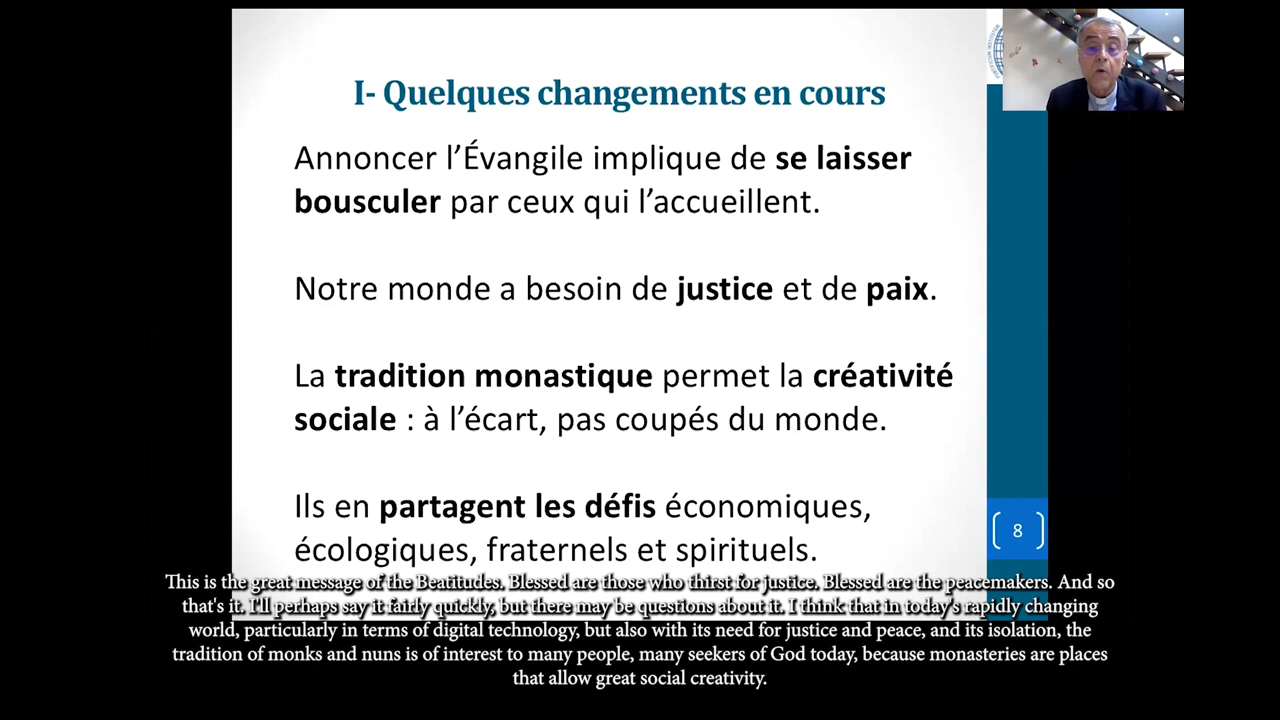 I- Quelques changements en cours
Annoncer l’Évangile implique de se laisser
bousculer par ceux qui l’accueillent.
Notre monde a besoin de justice et de paix.
La tradition monastique permet la créativité
sociale : à l’écart, pas coupés du monde.
Ils en partagent les défis économiques,
écologiques, fraternels et spirituels.
8
This is the great message of the Beatitudes. Blessed are those who thirst for justice. Blessed are the peacemakers. And so
that's it. I'll perhaps say it fairly quickly, but there may be questions about it. I think that in today's rapidly changing
world, particularly in terms of digital technology, but also with its need for justice and peace, and its isolation, the
tradition of monks and nuns is of interest to many people, many seekers of God today, because monasteries are places
that allow great social creativity.